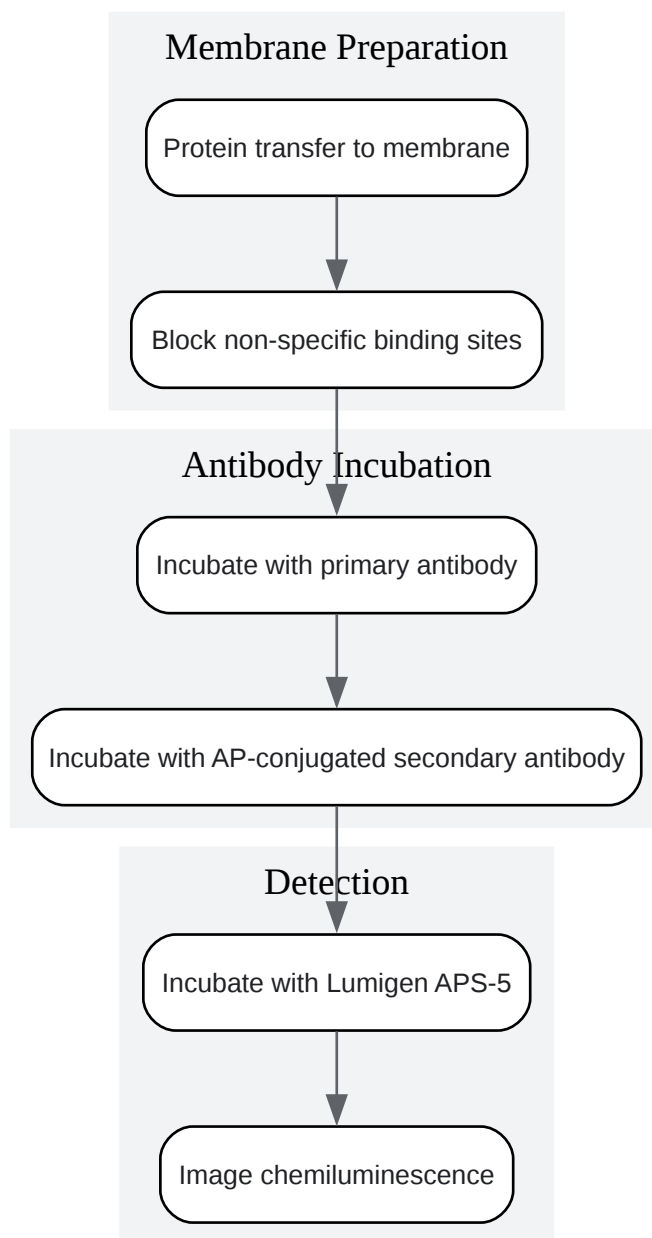 Membrane Preparation
Protein transfer to membrane
Block non-specific binding sites
Antibody Incubation
Incubate with primary antibody
Incubate with AP-conjugated secondary antibody
Detection
Incubate with Lumigen APS-5
Image chemiluminescence